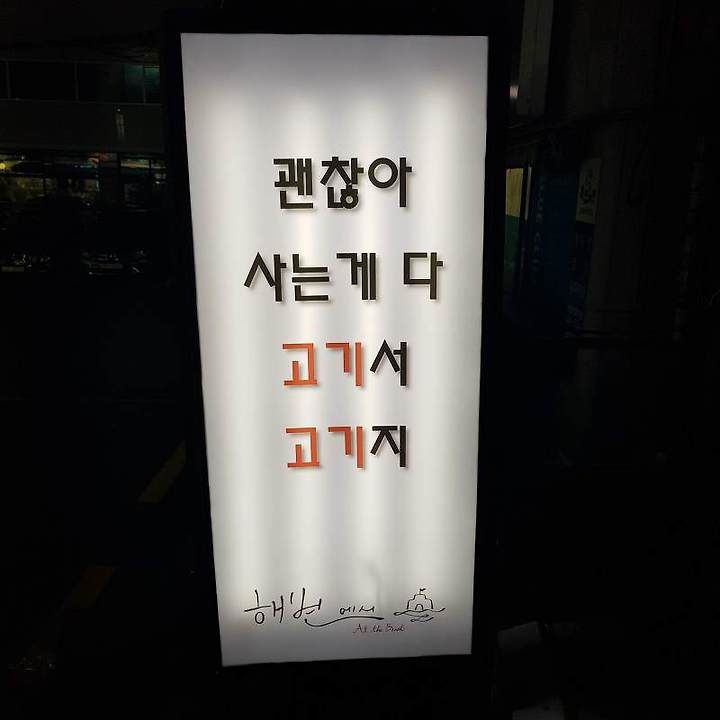 괜찮아
사는게 다
고기서
고기지
해변에서
At the